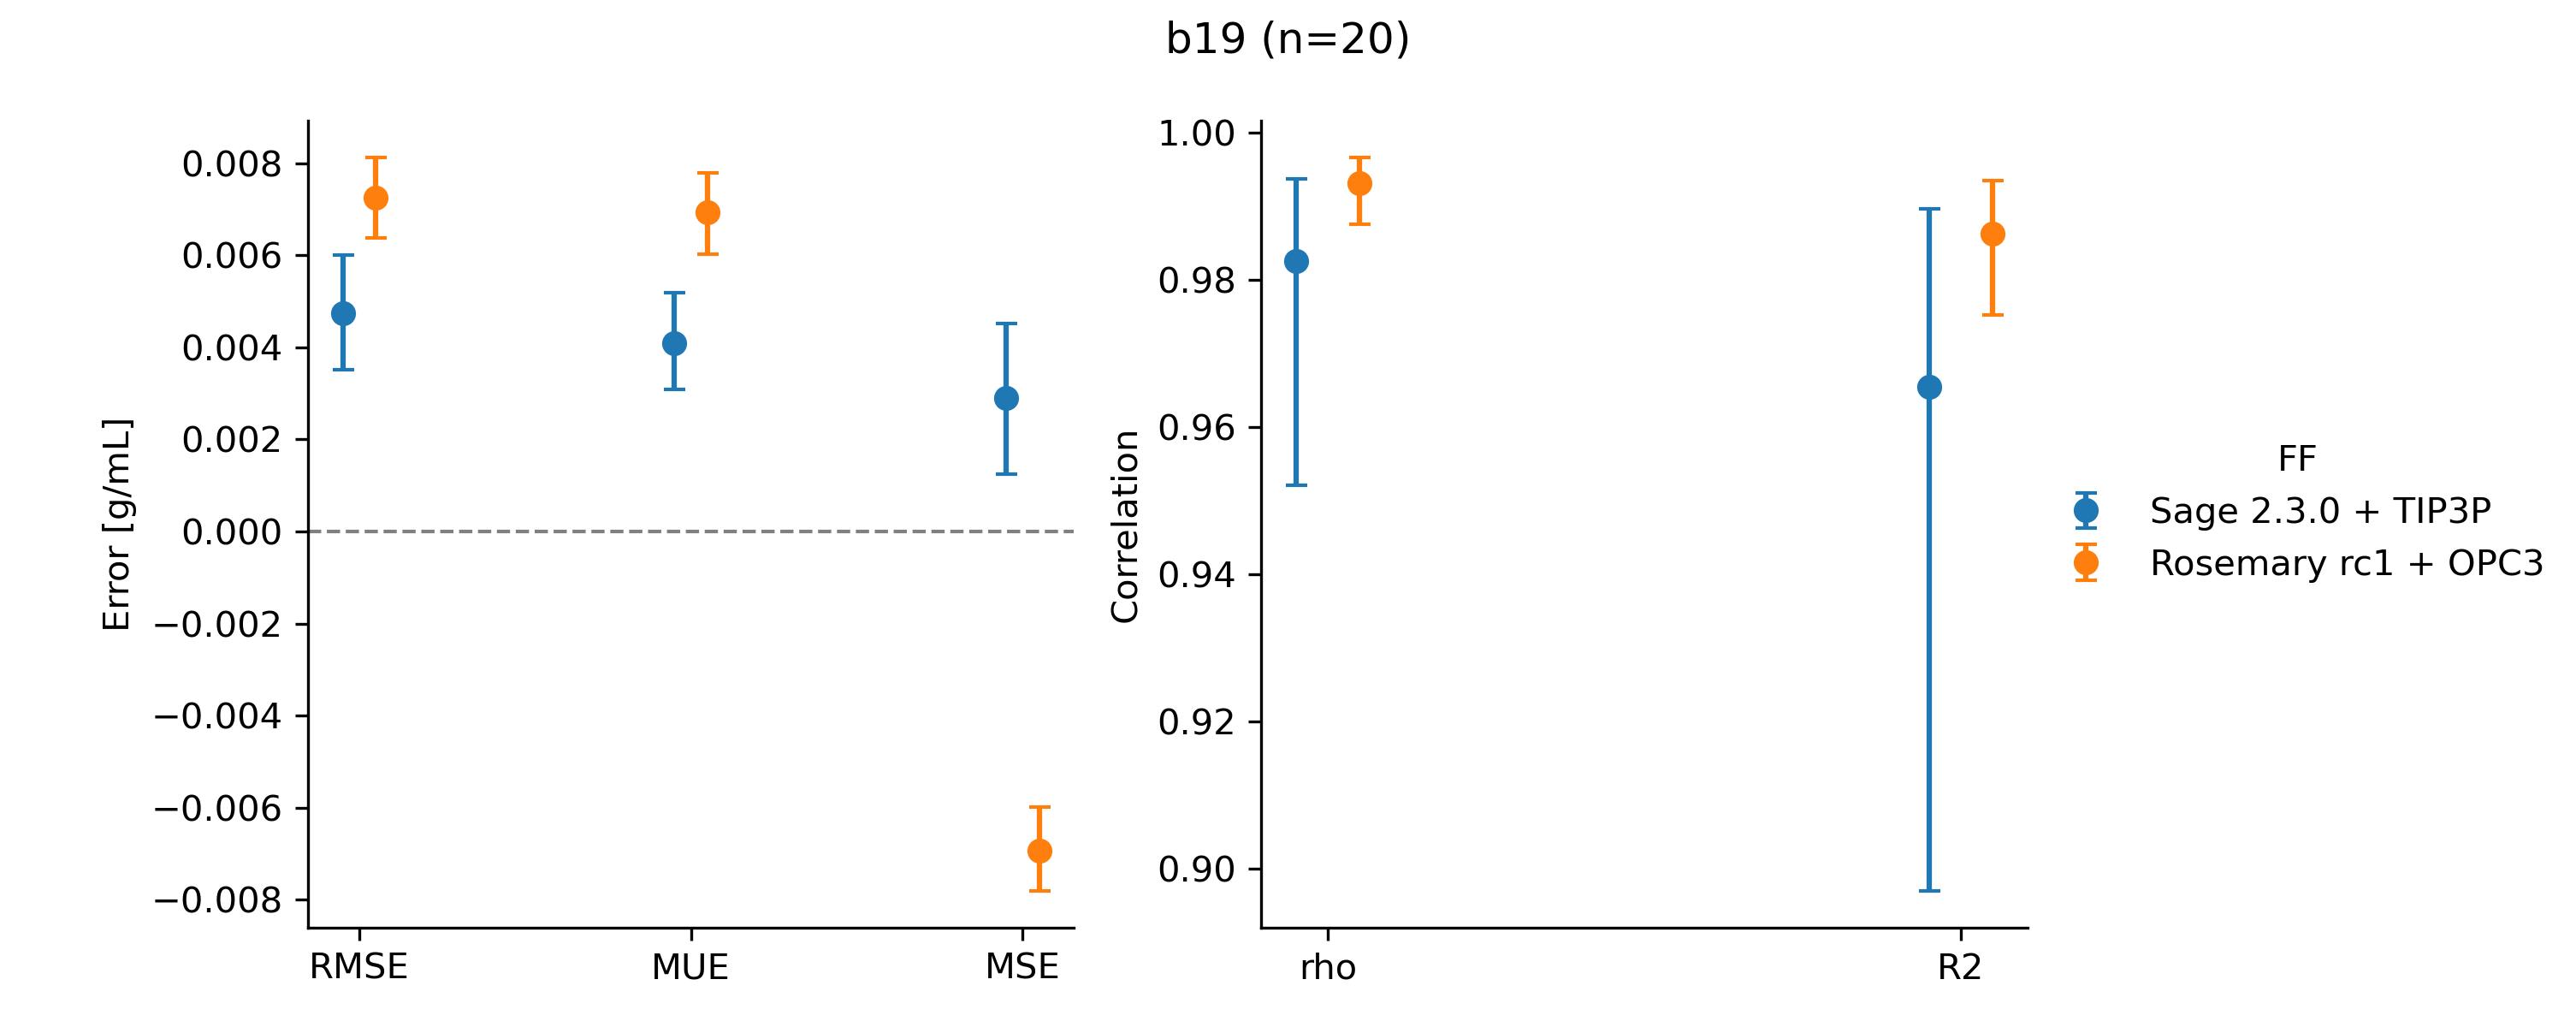 b19 (n=20)
Error [g/mL]
0.008
0.006
0.004
0.002
0.000
−0.002
−0.004
−0.006
−0.008
RMSE
MUE
MSE
Correlation
1.00
0.98
0.96
0.94
0.92
0.90
rho
R2
FF
Sage 2.3.0 + TIP3P
Rosemary rc1 + OPC3